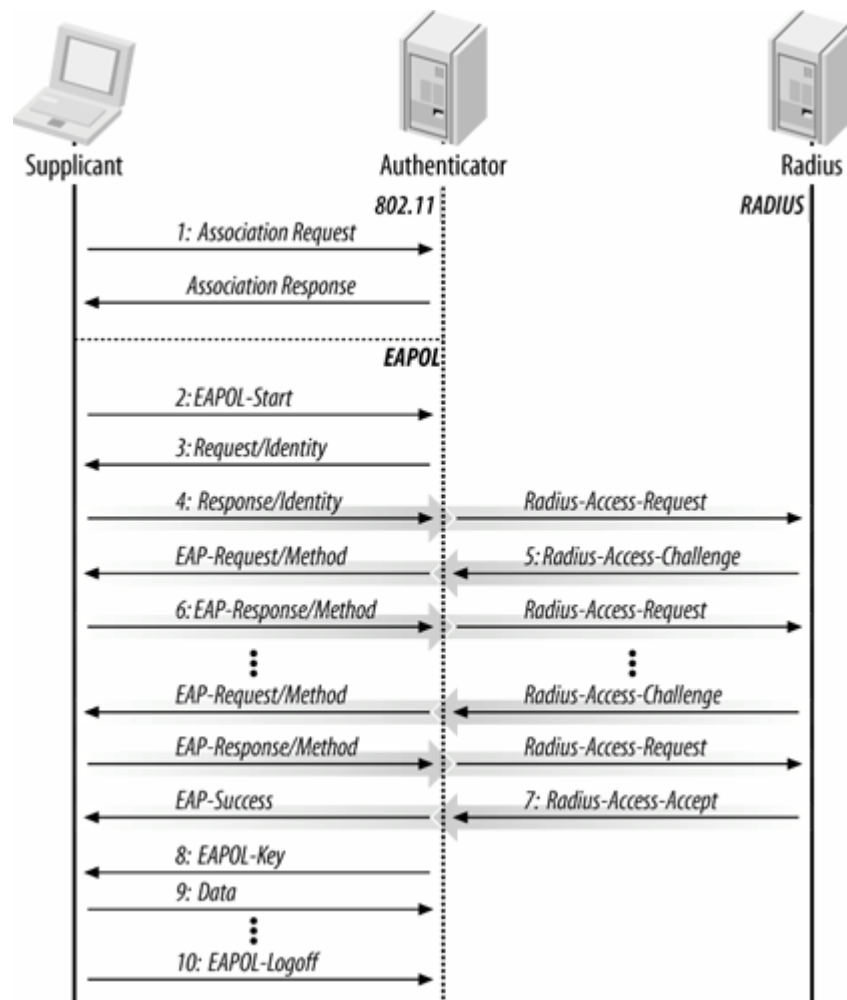 Supplicant
Authenticator
Radius
802.11
RADIUS
1: Association Request
Association Response
EAPOL
2: EAPOL-Start
3: Request/Identity
4: Response/Identity
Radius-Access-Request
EAP-Request/Method
5: Radius-Access-Challenge
6: EAP-Response/Method
Radius-Access-Request
EAP-Request/Method
Radius-Access-Challenge
EAP-Response/Method
Radius-Access-Request
EAP-Success
7: Radius-Access-Accept
8: EAPOL-Key
9: Data
10: EAPOL-Logoff